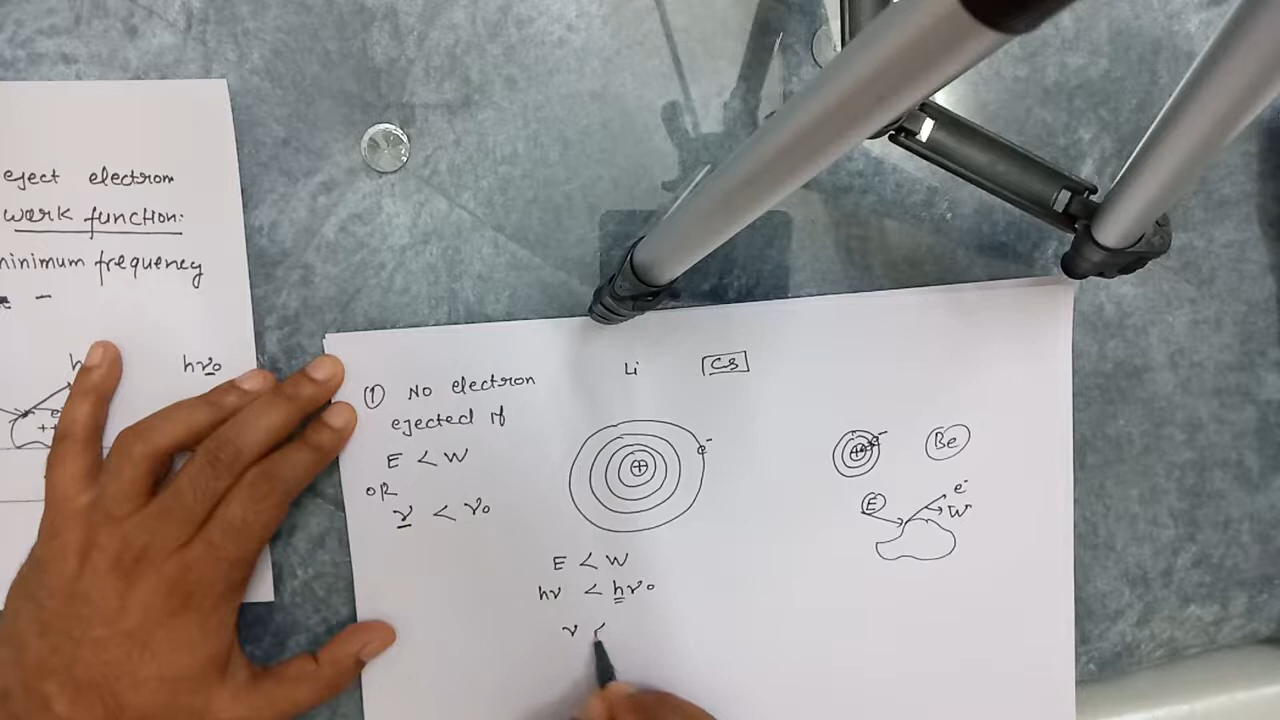 eject electron
work function:
minimum frequency
hν₀
Li Cs
① No electron
ejected if
E < W
OR
ν < ν₀
+ e⁻
e⁻ Be
E e⁻
W
E < W
hν < hν₀
ν <